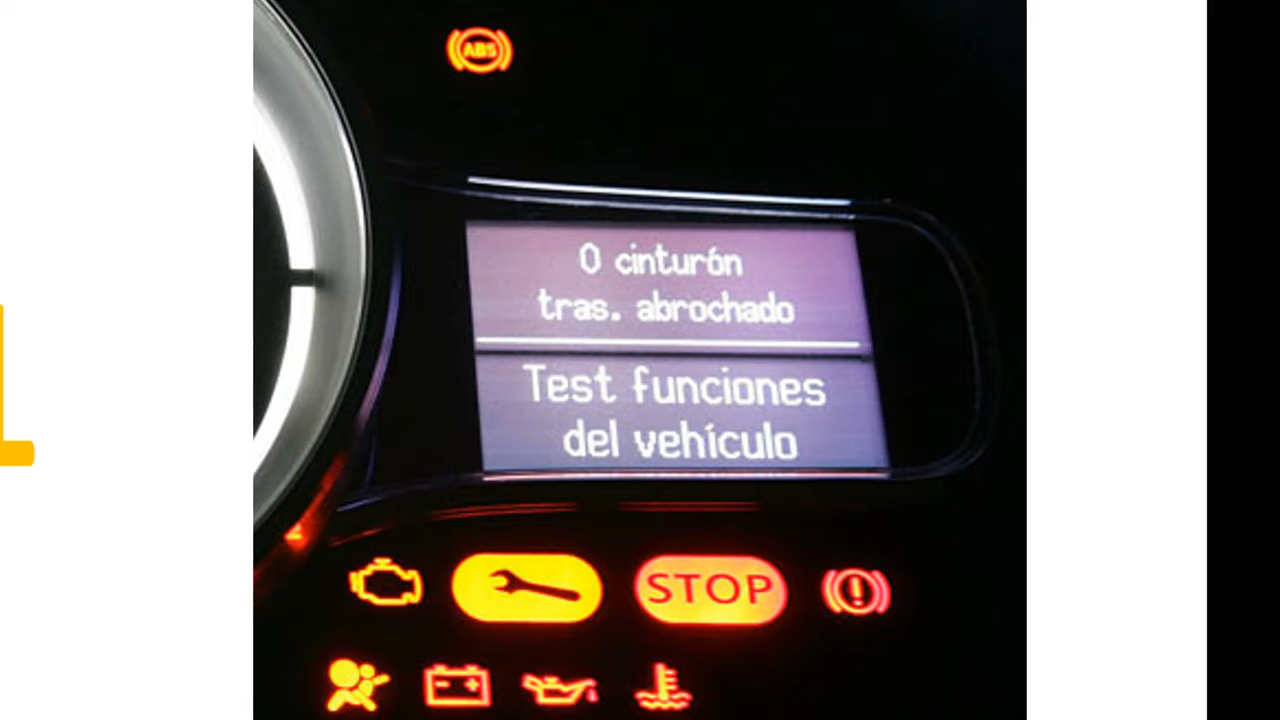 ABS
0 cinturón
tras. abrochado
Test funciones
del vehículo
STOP